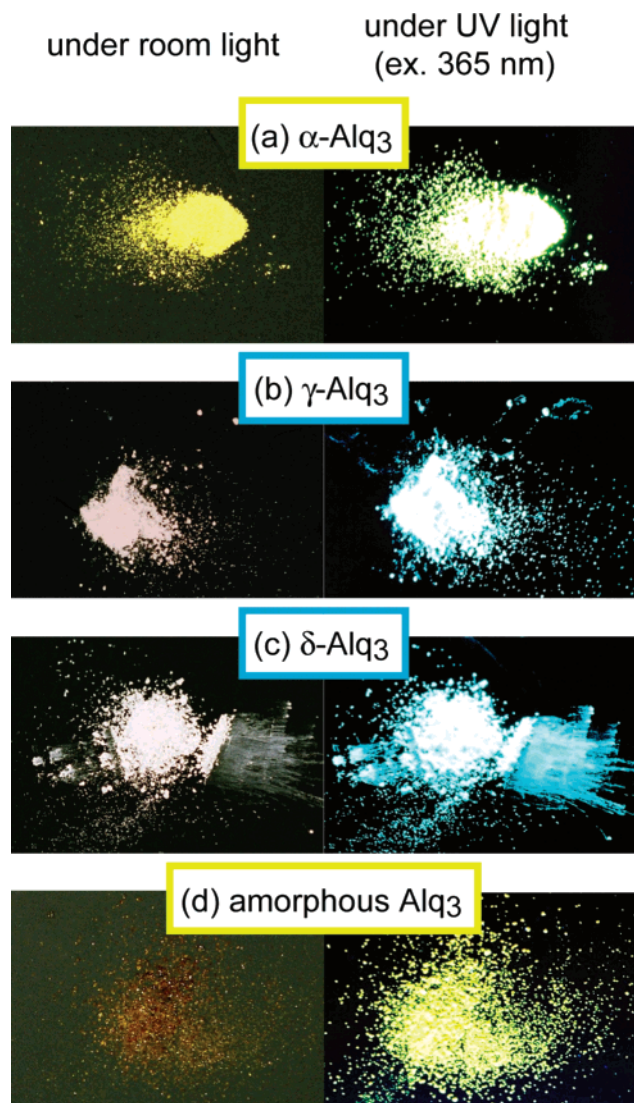 under room light
under UV light
(ex. 365 nm)
(a) α-Alq3
(b) γ-Alq3
(c) δ-Alq3
(d) amorphous Alq3